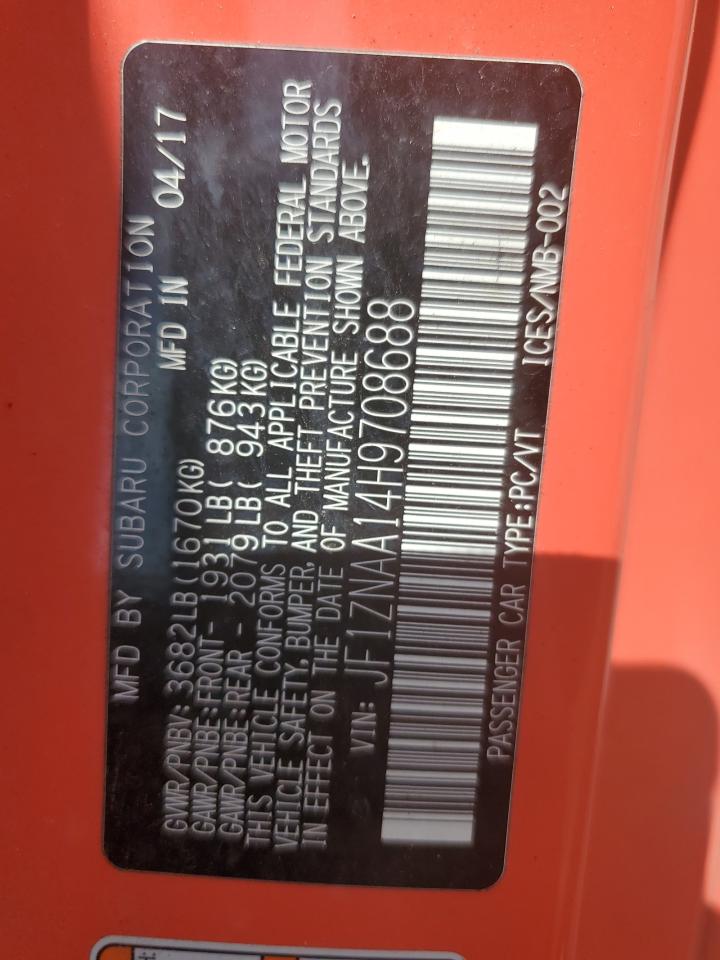 MFD BY SUBARU CORPORATION
MFD IN 04/17
GVWR/PNBV: 3682LB(1670KG)
GAWR/PNBE:FRONT- 1931LB( 876KG)
GAWR/PNBE:REAR - 2079LB( 943KG)
THIS VEHICLE CONFORMS TO ALL APPLICABLE FEDERAL MOTOR
VEHICLE SAFETY,BUMPER,AND THEFT PREVENTION STANDARDS
IN EFFECT ON THE DATE OF MANUFACTURE SHOWN ABOVE.
VIN: JF1ZNAA14H9708688
PASSENGER CAR TYPE:PC/VT ICES/NMB-002